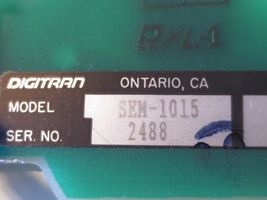 DIGITRAN ONTARIO, CA
MODEL SEM-1015
SER. NO. 2488